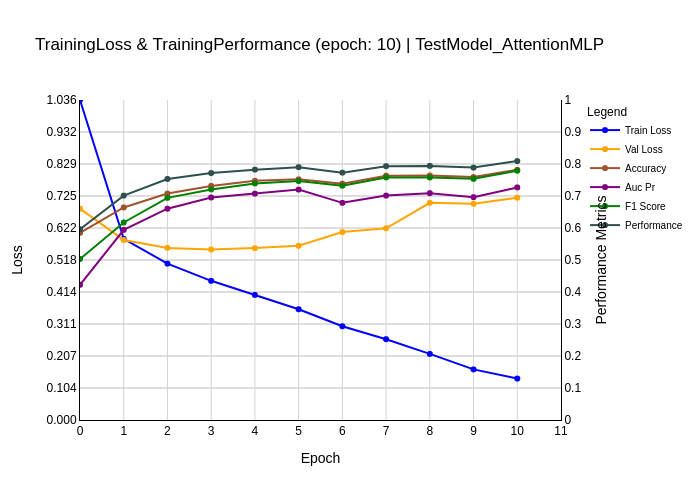 TrainingLoss & TrainingPerformance (epoch: 10) | TestModel_AttentionMLP
1.036
0.932
0.829
0.725
0.622
0.518
0.414
0.311
0.207
0.104
0.000
Loss
0 1 2 3 4 5 6 7 8 9 10 11
Epoch
1
0.9
0.8
0.7
0.6
0.5
0.4
0.3
0.2
0.1
0
Performance Metrics
Legend
Train Loss
Val Loss
Accuracy
Auc Pr
F1 Score
Performance